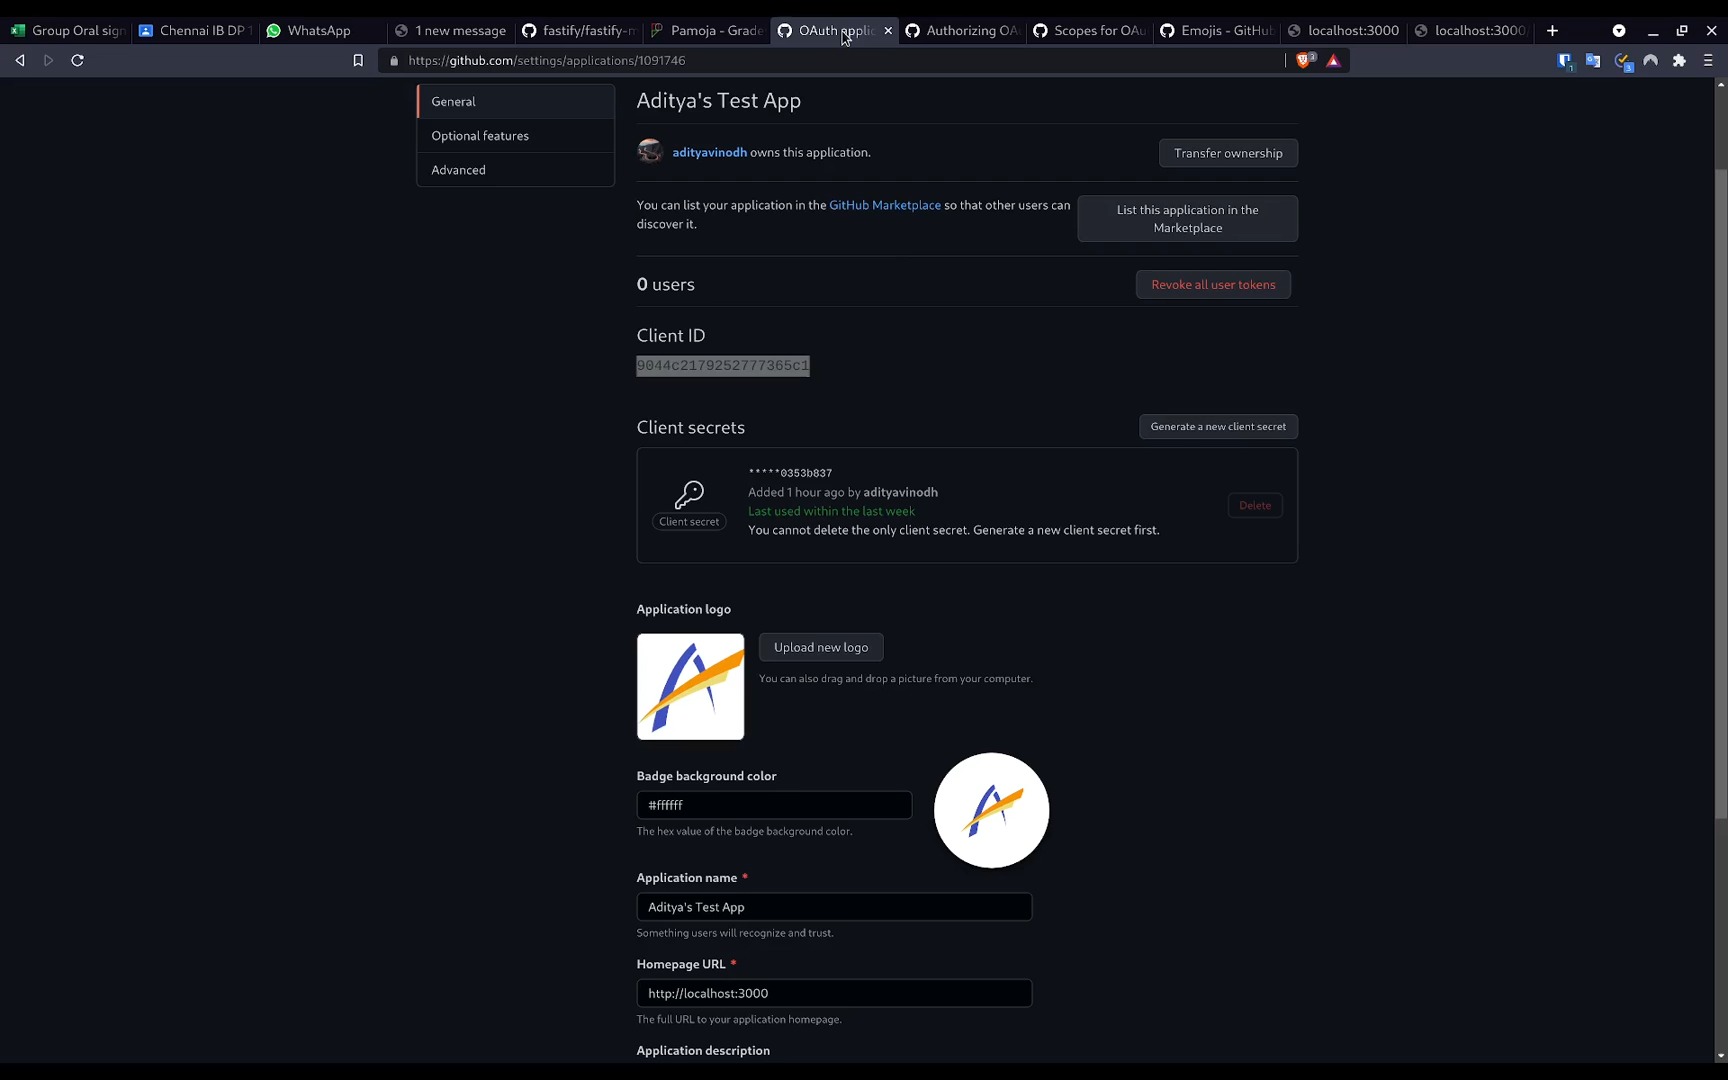 Group Oral sign
Chennai IB DP 1
WhatsApp
1 new message
fastify/fastify-m
Pamoja - Grade
OAuth applic
Authorizing OA
Scopes for OAu
Emojis - GitHub
localhost:3000
localhost:3000/
https://github.com/settings/applications/1091746
General
Optional features
Advanced
Aditya's Test App
adityavinodh owns this application.
Transfer ownership
You can list your application in the GitHub Marketplace so that other users can
discover it.
List this application in the
Marketplace
0 users
Revoke all user tokens
Client ID
9044c2179252777365c1
Client secrets
Generate a new client secret
*****0353b837
Added 1 hour ago by adityavinodh
Last used within the last week
You cannot delete the only client secret. Generate a new client secret first.
Client secret
Delete
Application logo
Upload new logo
You can also drag and drop a picture from your computer.
Badge background color
#ffffff
The hex value of the badge background color.
Application name *
Aditya's Test App
Something users will recognize and trust.
Homepage URL *
http://localhost:3000
The full URL to your application homepage.
Application description